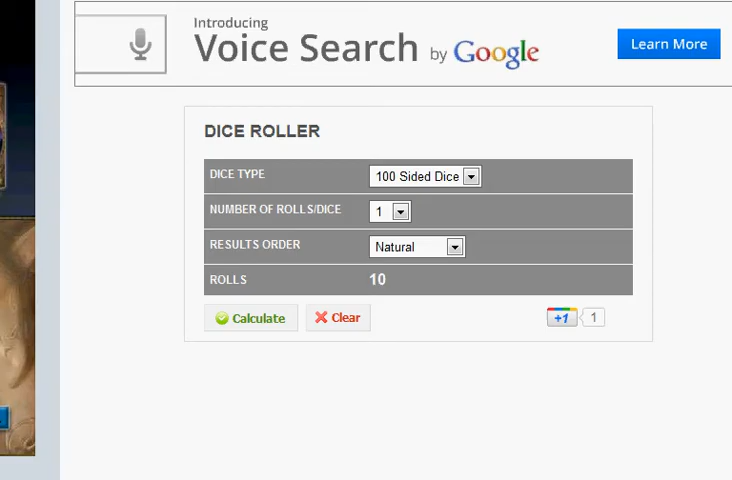 Introducing
Voice Search by Google
Learn More
DICE ROLLER
DICE TYPE 100 Sided Dice
NUMBER OF ROLLS/DICE 1
RESULTS ORDER Natural
ROLLS 10
Calculate Clear +1 1